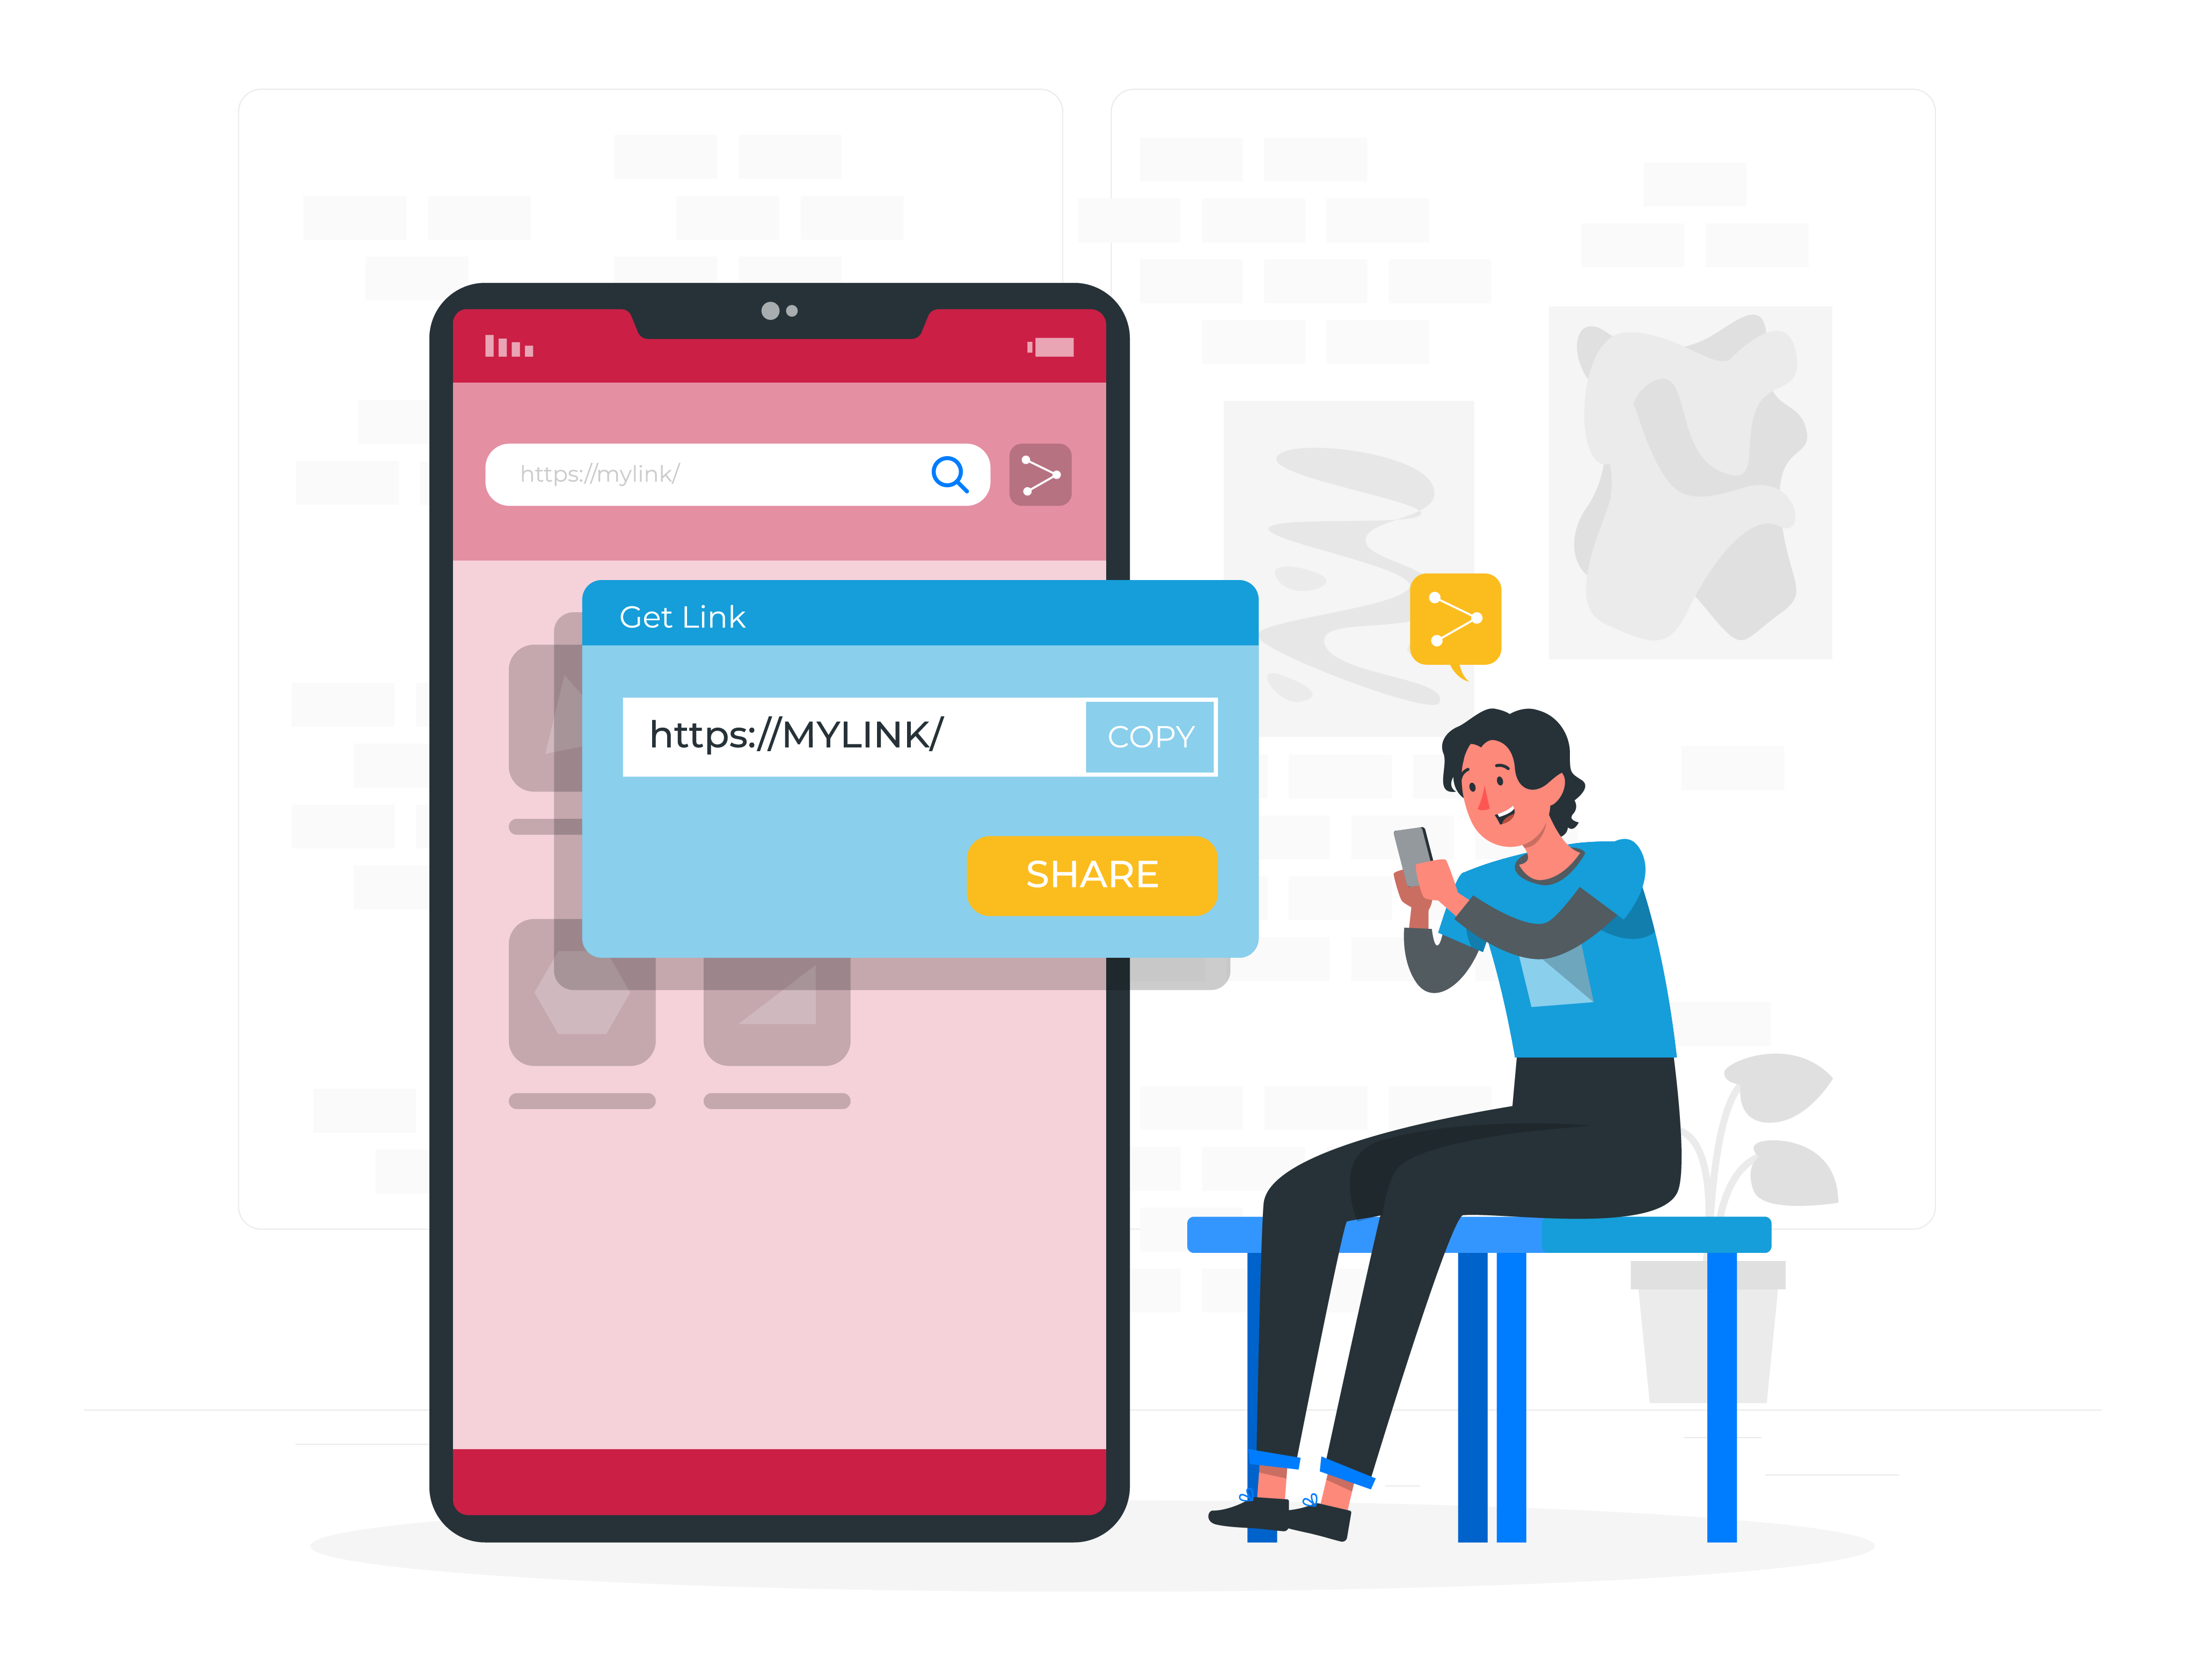 https://mylink/
Get Link
https://MYLINK/
COPY
SHARE